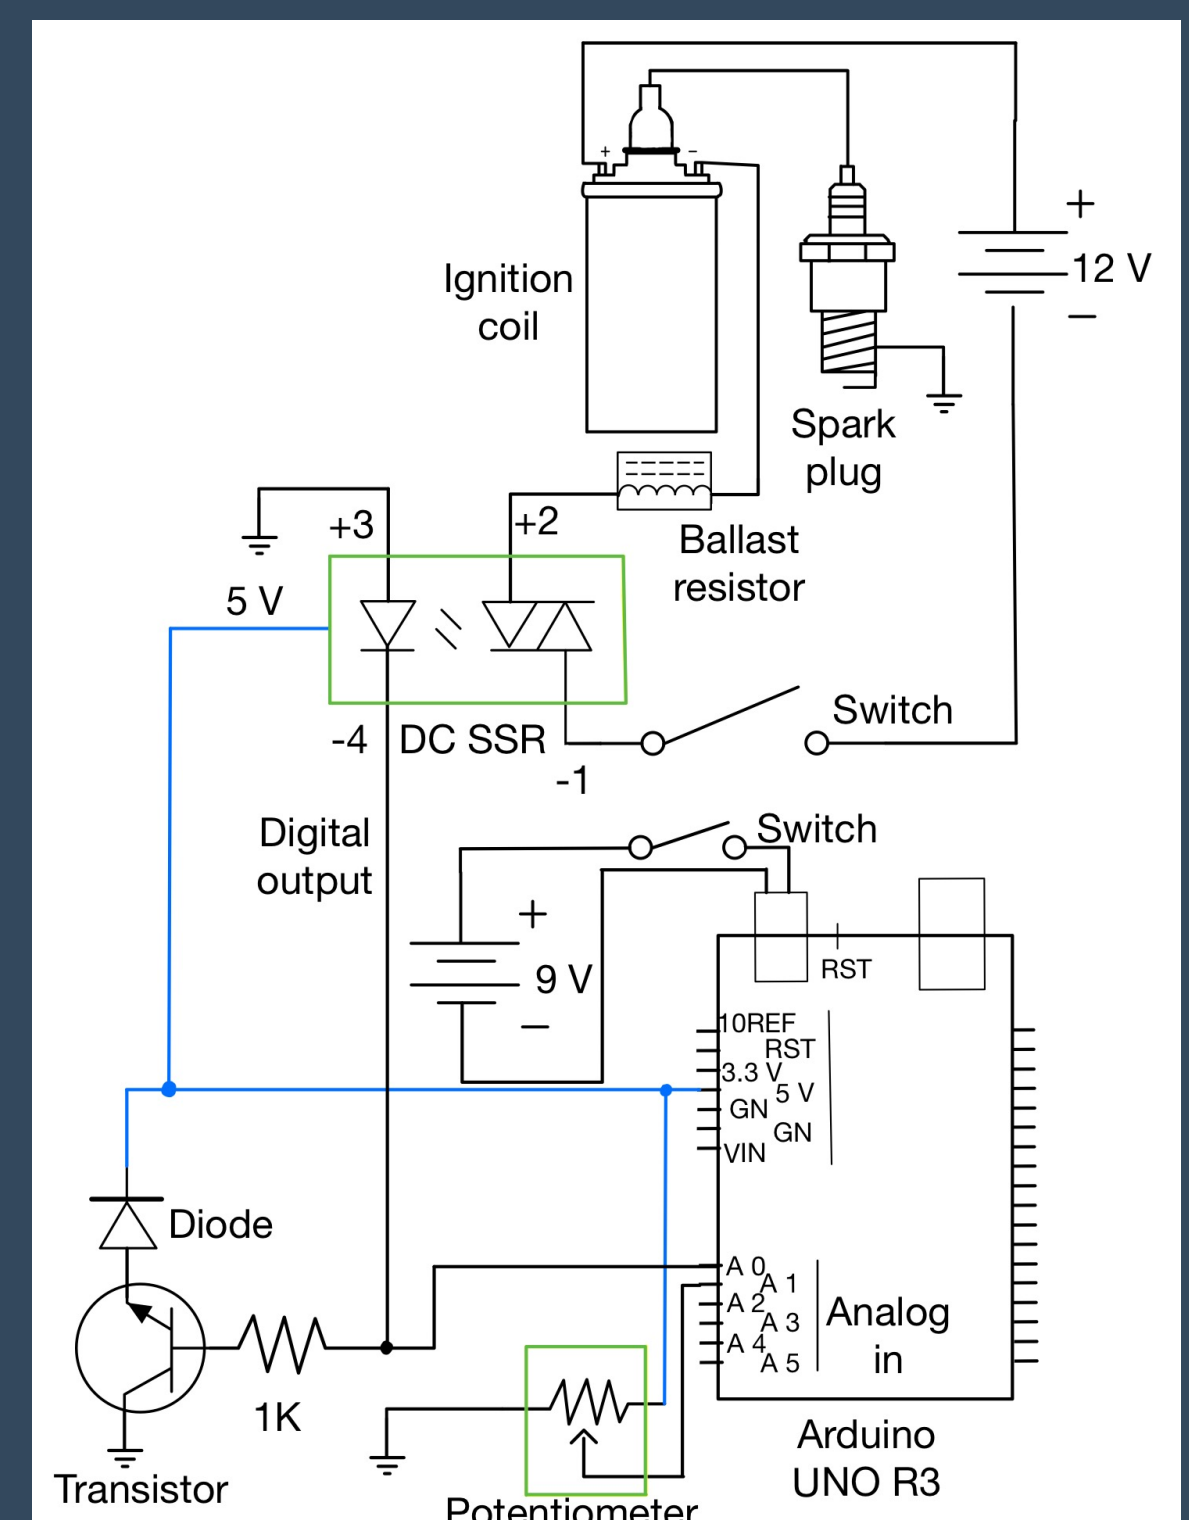 +
−
+
12 V
−
Ignition
coil
Spark
plug
+3
+2
Ballast
resistor
5 V
-4
DC SSR
-1
Switch
Digital
output
Switch
+
9 V
−
RST
10REF
RST
3.3 V
5 V
GN
GN
VIN
Diode
A 0
A 1
A 2
A 3
A 4
A 5
Analog
in
1K
Arduino
UNO R3
Transistor
Potentiometer